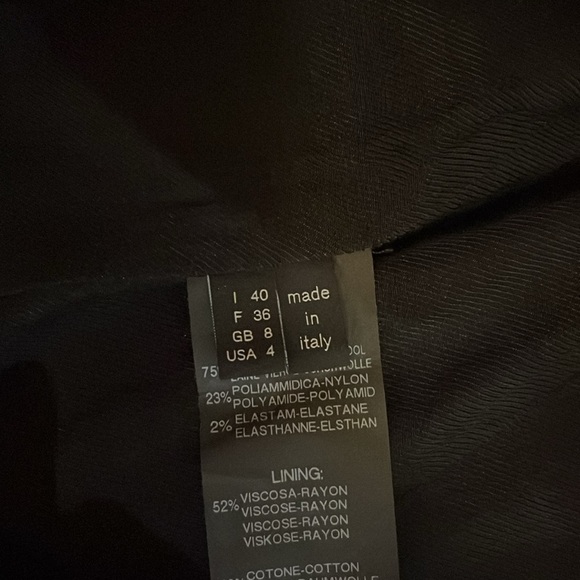 I 40
F 36
GB 8
USA 4
made
in
italy
75
23% POLIAMMIDICA-NYLON
POLYAMIDE-POLYAMID
2% ELASTAM-ELASTANE
ELASTHANNE-ELSTHAN
LINING:
52% VISCOSA-RAYON
VISCOSE-RAYON
VISCOSE-RAYON
VISKOSE-RAYON
COTONE-COTTON